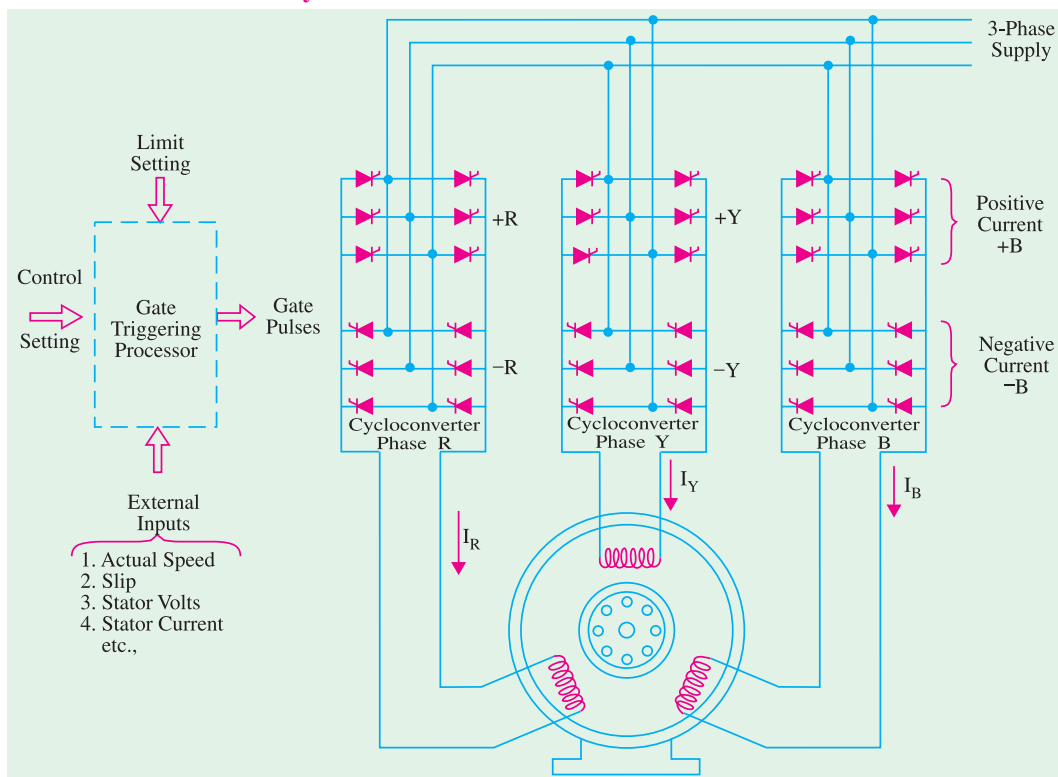 3-Phase
Supply
Limit
Setting
+R
+Y
Positive
Current
+B
Control
Setting
Gate
Triggering
Processor
Gate
Pulses
−R
−Y
Negative
Current
−B
Cycloconverter
Phase R
Cycloconverter
Phase Y
Cycloconverter
Phase B
I_R
I_Y
I_B
External
Inputs
1. Actual Speed
2. Slip
3. Stator Volts
4. Stator Current
etc.,